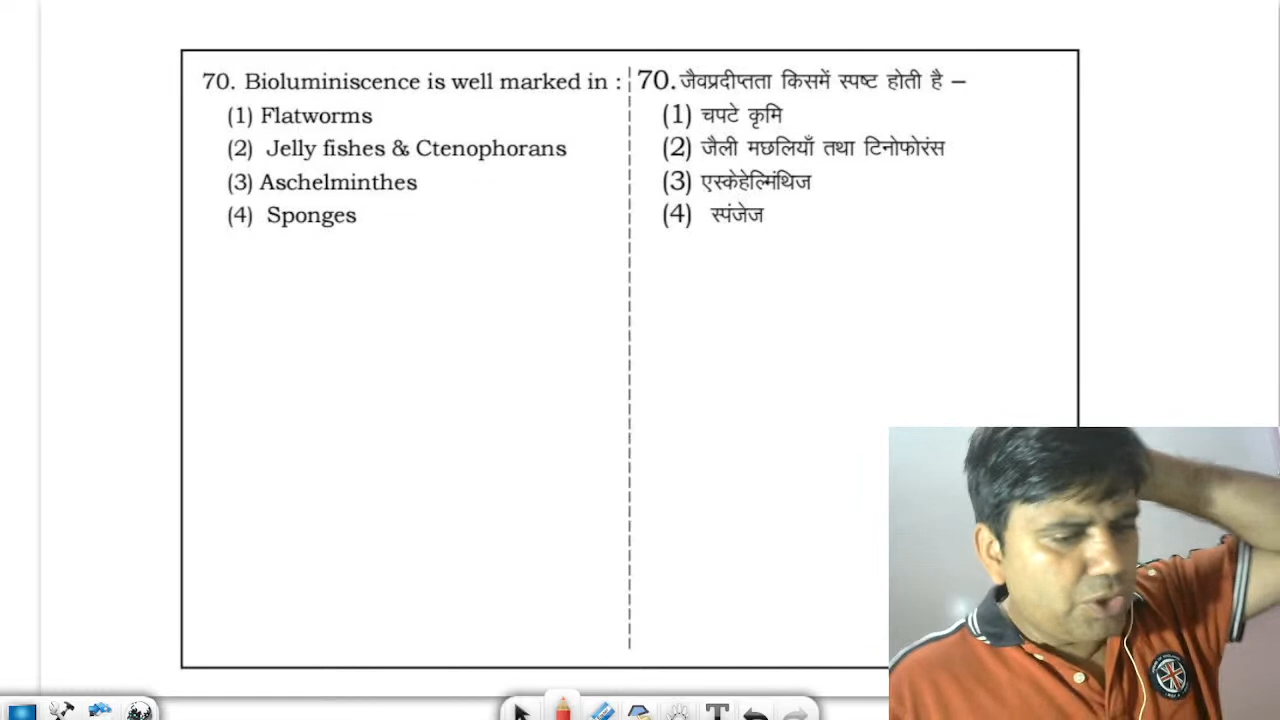 70. Bioluminiscence is well marked in :
(1) Flatworms
(2) Jelly fishes & Ctenophorans
(3) Aschelminthes
(4) Sponges
70. जैवप्रदीप्तता किसमें स्पष्ट होती है –
(1) चपटे कृमि
(2) जैली मछलियाँ तथा टिनोफोरंस
(3) एस्केहेल्मिंथिज
(4) स्पंजेज